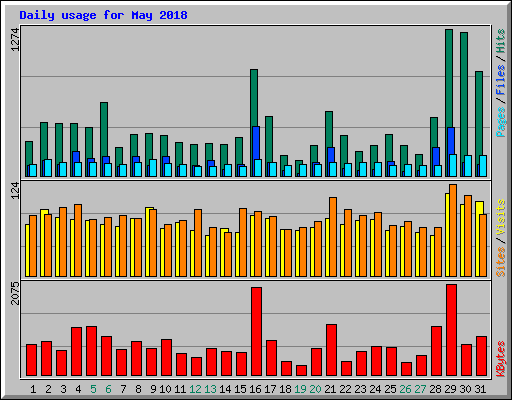 Daily usage for May 2018
1274
Pages / Files / Hits
124
Sites / Visits
2075
KBytes
1 2 3 4 5 6 7 8 9 10 11 12 13 14 15 16 17 18 19 20 21 22 23 24 25 26 27 28 29 30 31